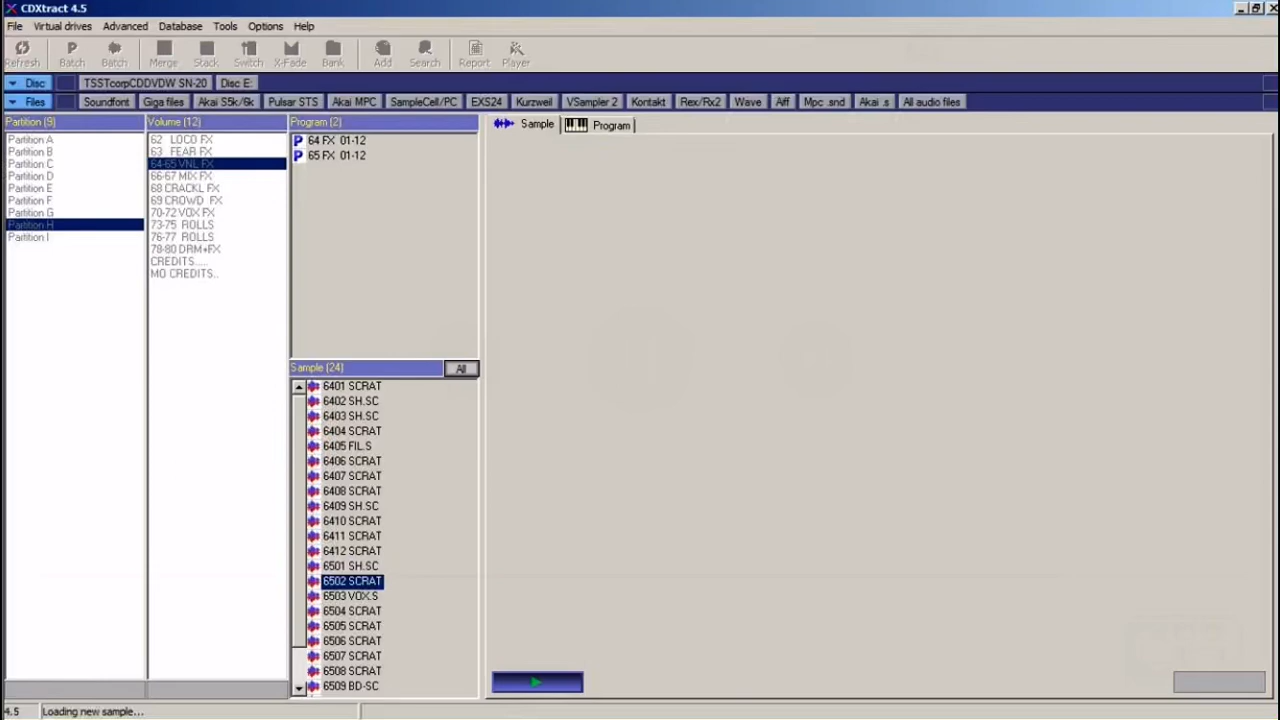 CDXtract 4.5
File Virtual drives Advanced Database Tools Options Help
Refresh Batch Batch Merge Stack Switch X-Fade Bank Add Search Report Player
Disc TSSTcorpCDDVDW SN-20 Disc E:
Files Soundfont Giga files Akai S5k/6k Pulsar STS Akai MPC SampleCell/PC EXS24 Kurzweil VSampler 2 Kontakt Rex/Rx2 Wave Aiff Mpc .snd Akai .s All audio files
Partition (9)
Partition A
Partition B
Partition C
Partition D
Partition E
Partition F
Partition G
Partition H
Partition I
Volume (12)
62 LOCO FX
63 FEAR FX
64-65 VNL FX
66-67 MIX FX
68 CRACKL FX
69 CROWD FX
70-72 VOX FX
73-75 ROLLS
76-77 ROLLS
78-80 DRM+FX
CREDITS.....
MO CREDITS..
Program (2)
64 FX 01-12
65 FX 01-12
Sample (24) All
6401 SCRAT
6402 SH.SC
6403 SH.SC
6404 SCRAT
6405 FIL.S
6406 SCRAT
6407 SCRAT
6408 SCRAT
6409 SH.SC
6410 SCRAT
6411 SCRAT
6412 SCRAT
6501 SH.SC
6502 SCRAT
6503 VOX.S
6504 SCRAT
6505 SCRAT
6506 SCRAT
6507 SCRAT
6508 SCRAT
6509 BD-SC
Sample Program
4.5 Loading new sample...